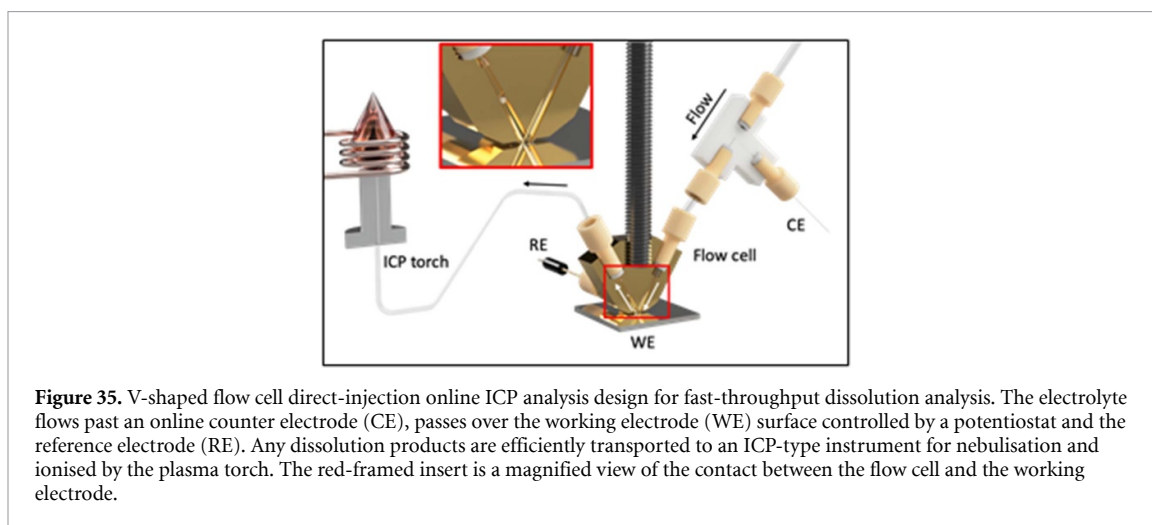 Flow
CE
RE
ICP torch
Flow cell
WE
Figure 35. V-shaped flow cell direct-injection online ICP analysis design for fast-throughput dissolution analysis. The electrolyte
flows past an online counter electrode (CE), passes over the working electrode (WE) surface controlled by a potentiostat and the
reference electrode (RE). Any dissolution products are efficiently transported to an ICP-type instrument for nebulisation and
ionised by the plasma torch. The red-framed insert is a magnified view of the contact between the flow cell and the working
electrode.